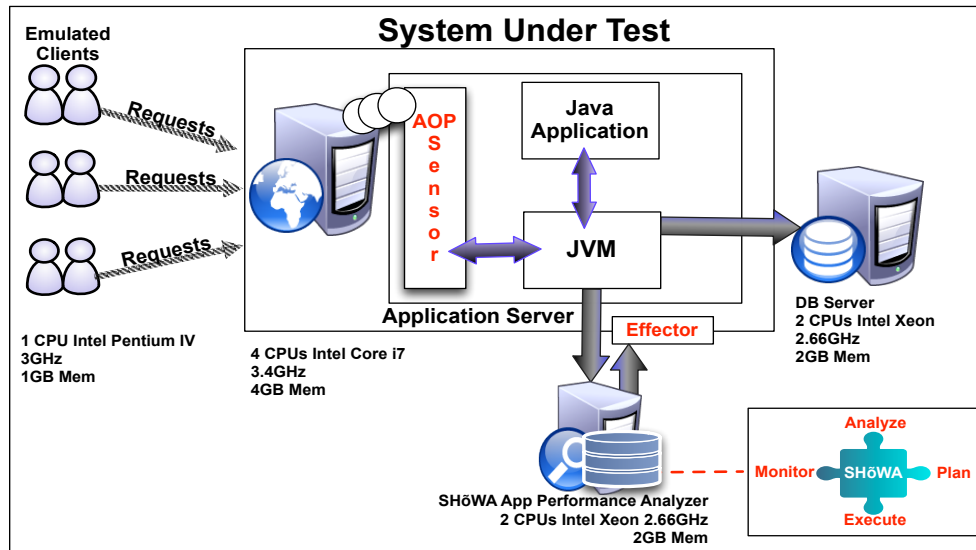 System Under Test
Emulated
Clients
Requests
Requests
Requests
1 CPU Intel Pentium IV
3GHz
1GB Mem
AOP
S
e
n
s
o
r
Java
Application
JVM
Application Server
4 CPUs Intel Core i7
3.4GHz
4GB Mem
Effector
DB Server
2 CPUs Intel Xeon
2.66GHz
2GB Mem
SHõWA App Performance Analyzer
2 CPUs Intel Xeon 2.66GHz
2GB Mem
Analyze
Monitor
SHõWA
Plan
Execute